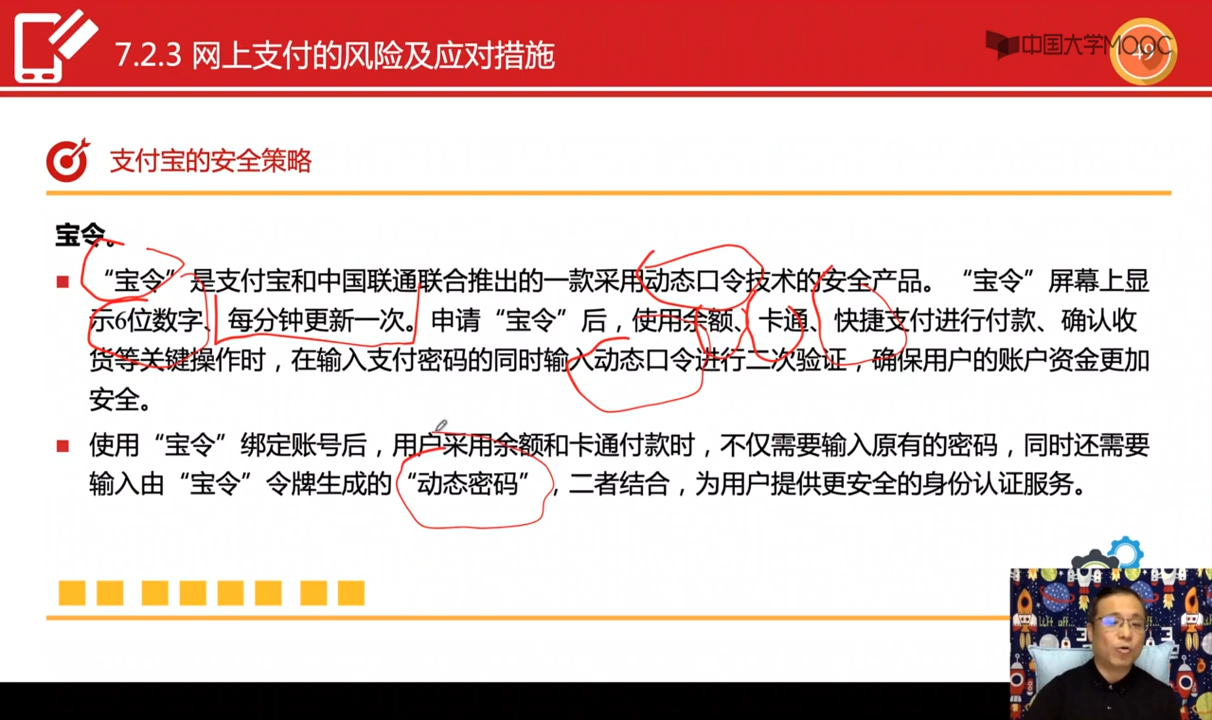 7.2.3 网上支付的风险及应对措施
中国大学MOOC
49
支付宝的安全策略
宝令。
“宝令”是支付宝和中国联通联合推出的一款采用动态口令技术的安全产品。“宝令”屏幕上显
示6位数字、每分钟更新一次。申请“宝令”后，使用余额、卡通、快捷支付进行付款、确认收
货等关键操作时，在输入支付密码的同时输入动态口令进行二次验证，确保用户的账户资金更加
安全。
使用“宝令”绑定账号后，用户采用余额和卡通付款时，不仅需要输入原有的密码，同时还需要
输入由“宝令”令牌生成的“动态密码”，二者结合，为用户提供更安全的身份认证服务。